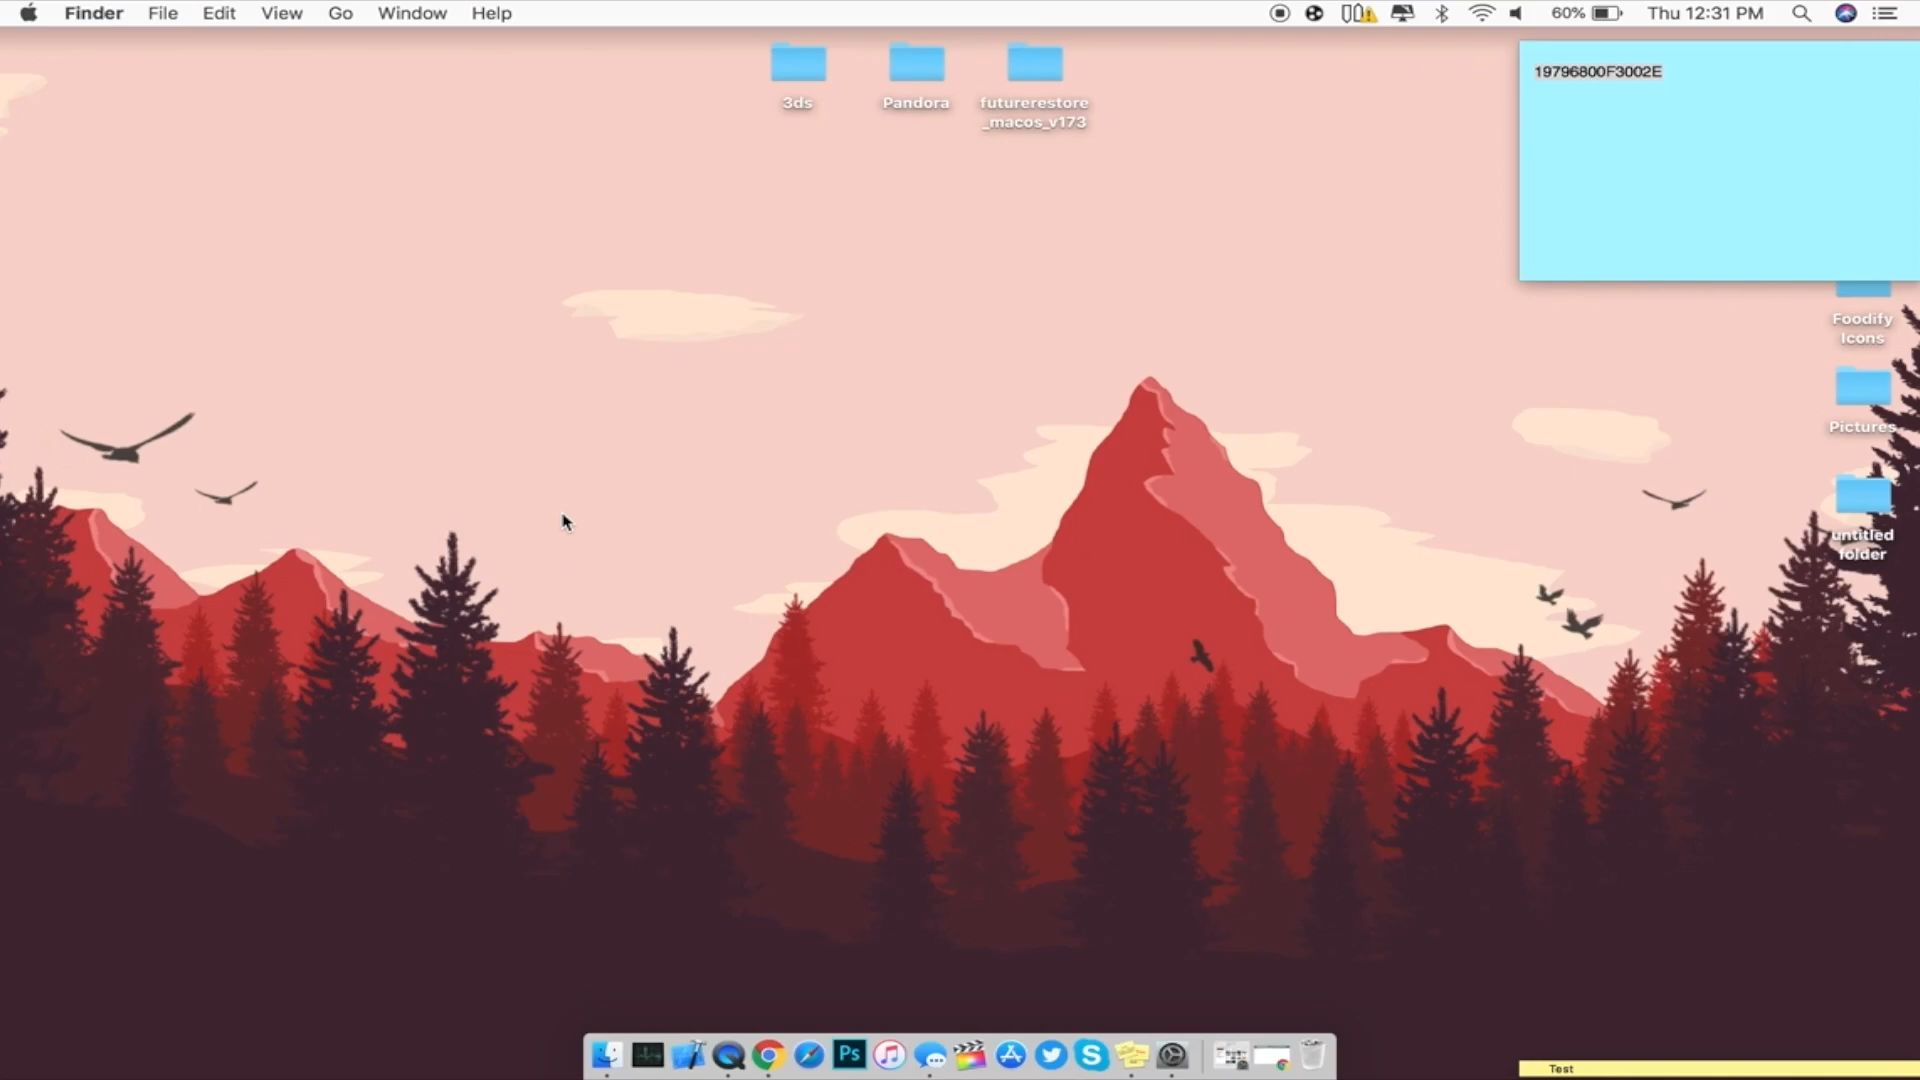 Finder File Edit View Go Window Help 60% Thu 12:31 PM
3ds
Pandora
futurerestore
_macos_v173
19796800F3002E
Foodify
Icons
Pictures
untitled
folder
Ps
Test